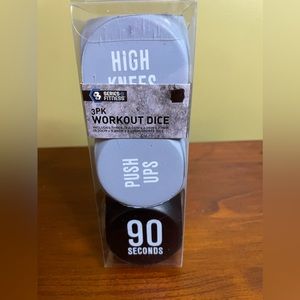 HIGH
KNEES
SERIES-8
FITNESS
3PK
WORKOUT DICE
PUSH
UPS
90
SECONDS